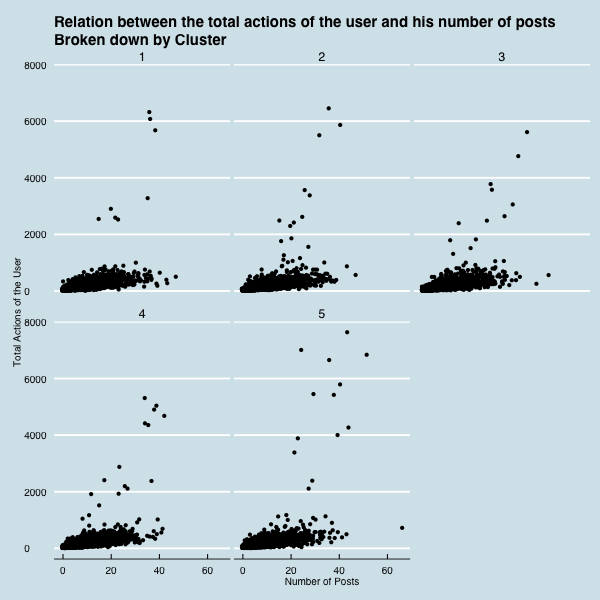 Relation between the total actions of the user and his number of posts
Broken down by Cluster
1 2 3
8000
6000
4000
2000
0
Total Actions of the User
4 5
8000
6000
4000
2000
0
0 20 40 60 0 20 40 60
Number of Posts